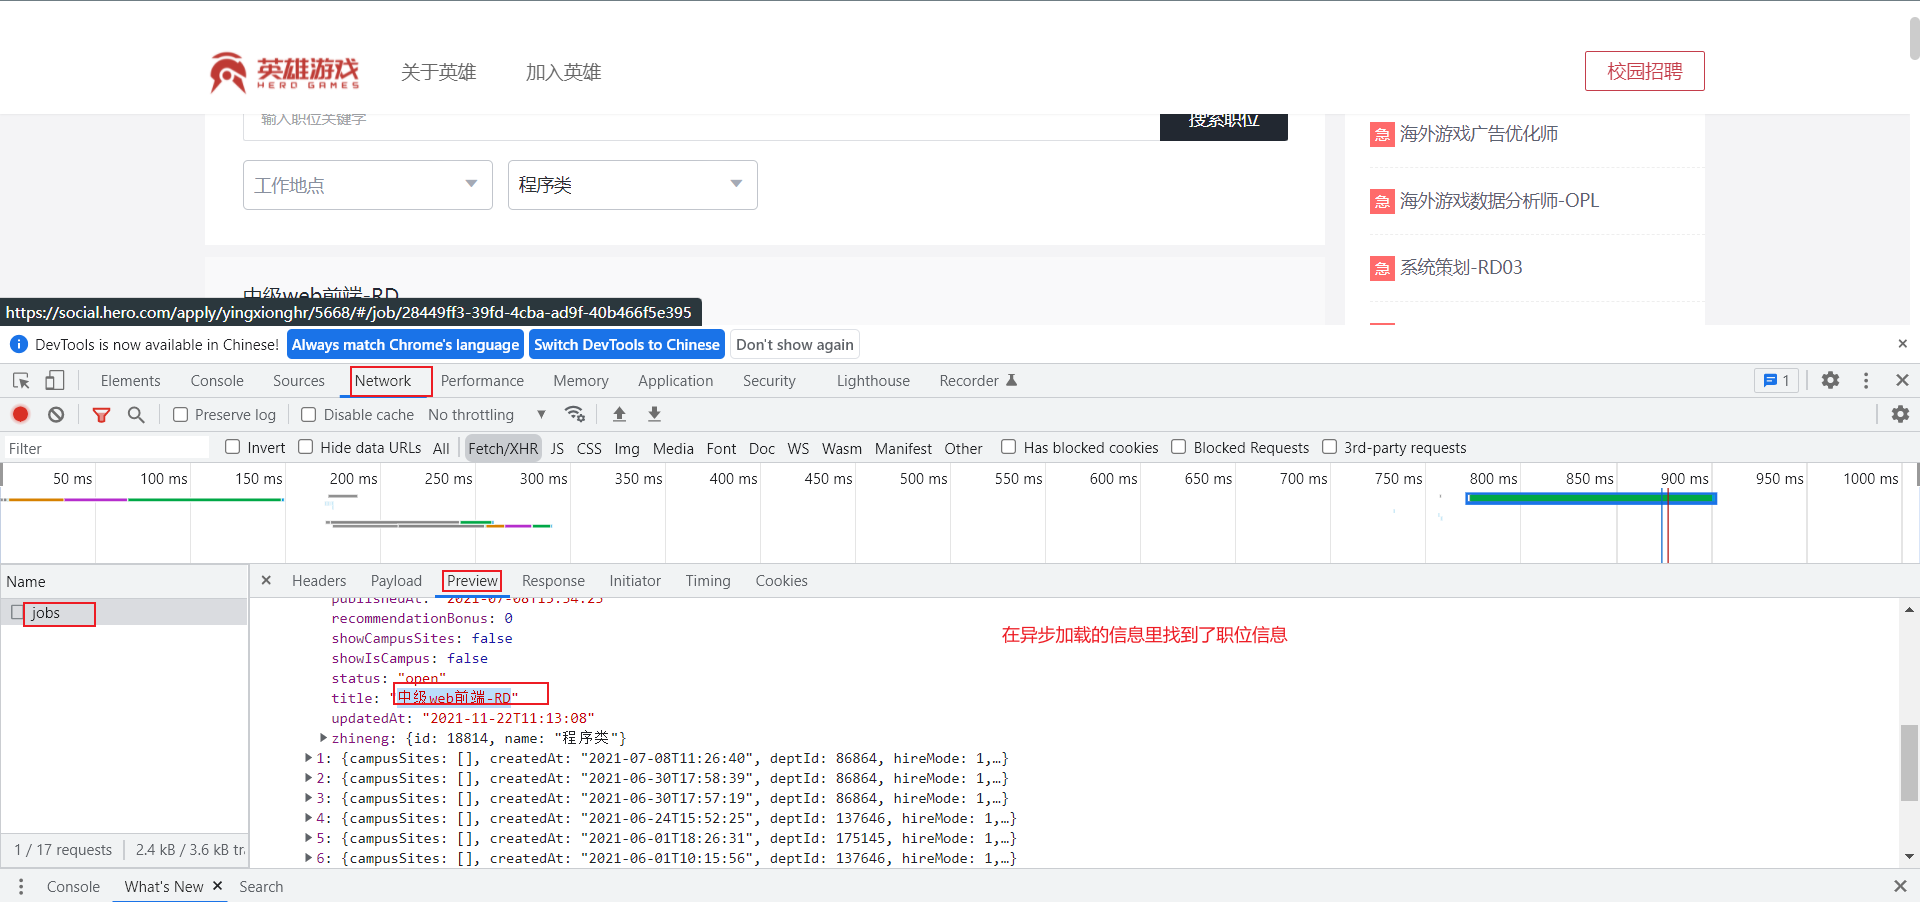 英雄游戏
HERO GAMES
关于英雄
加入英雄
校园招聘
输入职位关键字
搜索职位
急 海外游戏广告优化师
工作地点
程序类
急 海外游戏数据分析师-OPL
急 系统策划-RD03
中级web前端-RD
https://social.hero.com/apply/yingxionghr/5668/#/job/28449ff3-39fd-4cba-ad9f-40b466f5e395
DevTools is now available in Chinese! Always match Chrome's language Switch DevTools to Chinese Don't show again
Elements Console Sources Network Performance Memory Application Security Lighthouse Recorder 1
Preserve log Disable cache No throttling
Filter Invert Hide data URLs All Fetch/XHR JS CSS Img Media Font Doc WS Wasm Manifest Other Has blocked cookies Blocked Requests 3rd-party requests
50 ms 100 ms 150 ms 200 ms 250 ms 300 ms 350 ms 400 ms 450 ms 500 ms 550 ms 600 ms 650 ms 700 ms 750 ms 800 ms 850 ms 900 ms 950 ms 1000 ms
Name
Headers Payload Preview Response Initiator Timing Cookies
jobs
publishedAt: "2021-07-08T15:54:25"
recommendationBonus: 0
showCampusSites: false
在异步加载的信息里找到了职位信息
showIsCampus: false
status: "open"
title: "中级web前端-RD"
updatedAt: "2021-11-22T11:13:08"
zhineng: {id: 18814, name: "程序类"}
1: {campusSites: [], createdAt: "2021-07-08T11:26:40", deptId: 86864, hireMode: 1,…}
2: {campusSites: [], createdAt: "2021-06-30T17:58:39", deptId: 86864, hireMode: 1,…}
3: {campusSites: [], createdAt: "2021-06-30T17:57:19", deptId: 86864, hireMode: 1,…}
4: {campusSites: [], createdAt: "2021-06-24T15:52:25", deptId: 137646, hireMode: 1,…}
5: {campusSites: [], createdAt: "2021-06-01T18:26:31", deptId: 175145, hireMode: 1,…}
6: {campusSites: [], createdAt: "2021-06-01T10:15:56", deptId: 137646, hireMode: 1,…}
1 / 17 requests 2.4 kB / 3.6 kB tr
Console What's New Search